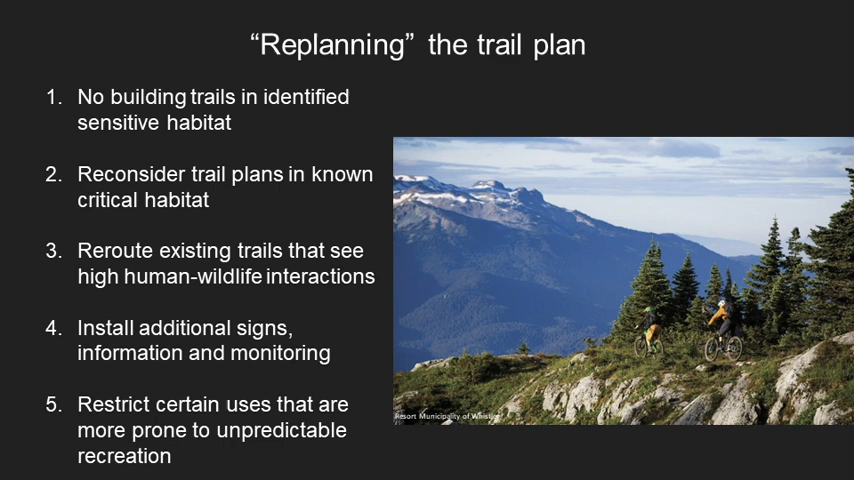 “Replanning” the trail plan
1. No building trails in identified
sensitive habitat
2. Reconsider trail plans in known
critical habitat
3. Reroute existing trails that see
high human-wildlife interactions
4. Install additional signs,
information and monitoring
5. Restrict certain uses that are
more prone to unpredictable
recreation
Resort Municipality of Whistler